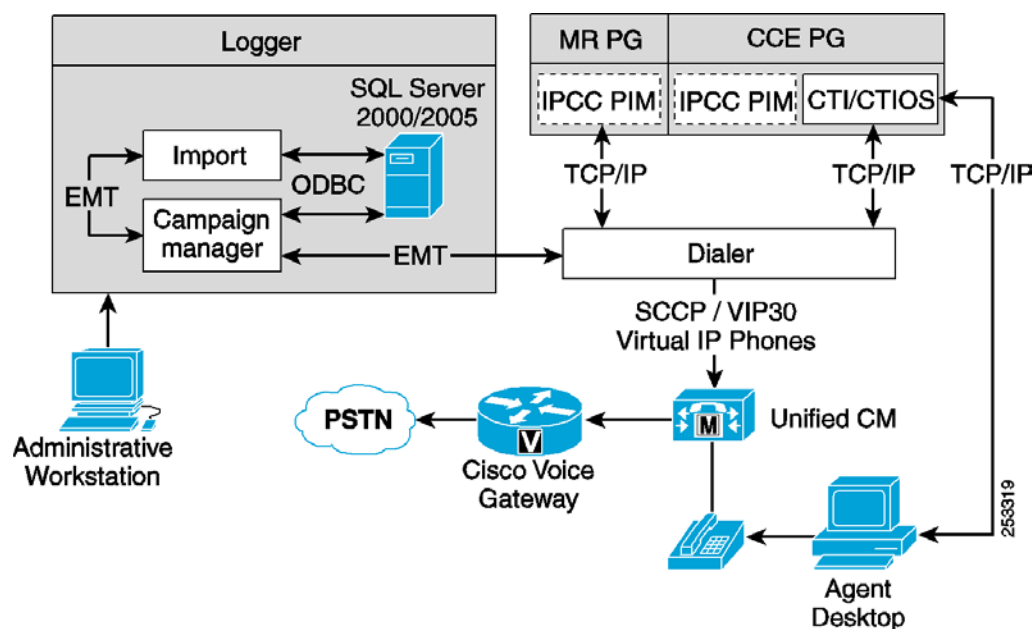 Logger
SQL Server
2000/2005
Import
ODBC
EMT
Campaign
manager
EMT
MR PG
CCE PG
IPCC PIM
IPCC PIM
CTI/CTIOS
TCP/IP
TCP/IP
TCP/IP
Dialer
SCCP / VIP30
Virtual IP Phones
Administrative
Workstation
PSTN
V
Cisco Voice
Gateway
M
Unified CM
Agent
Desktop
253319